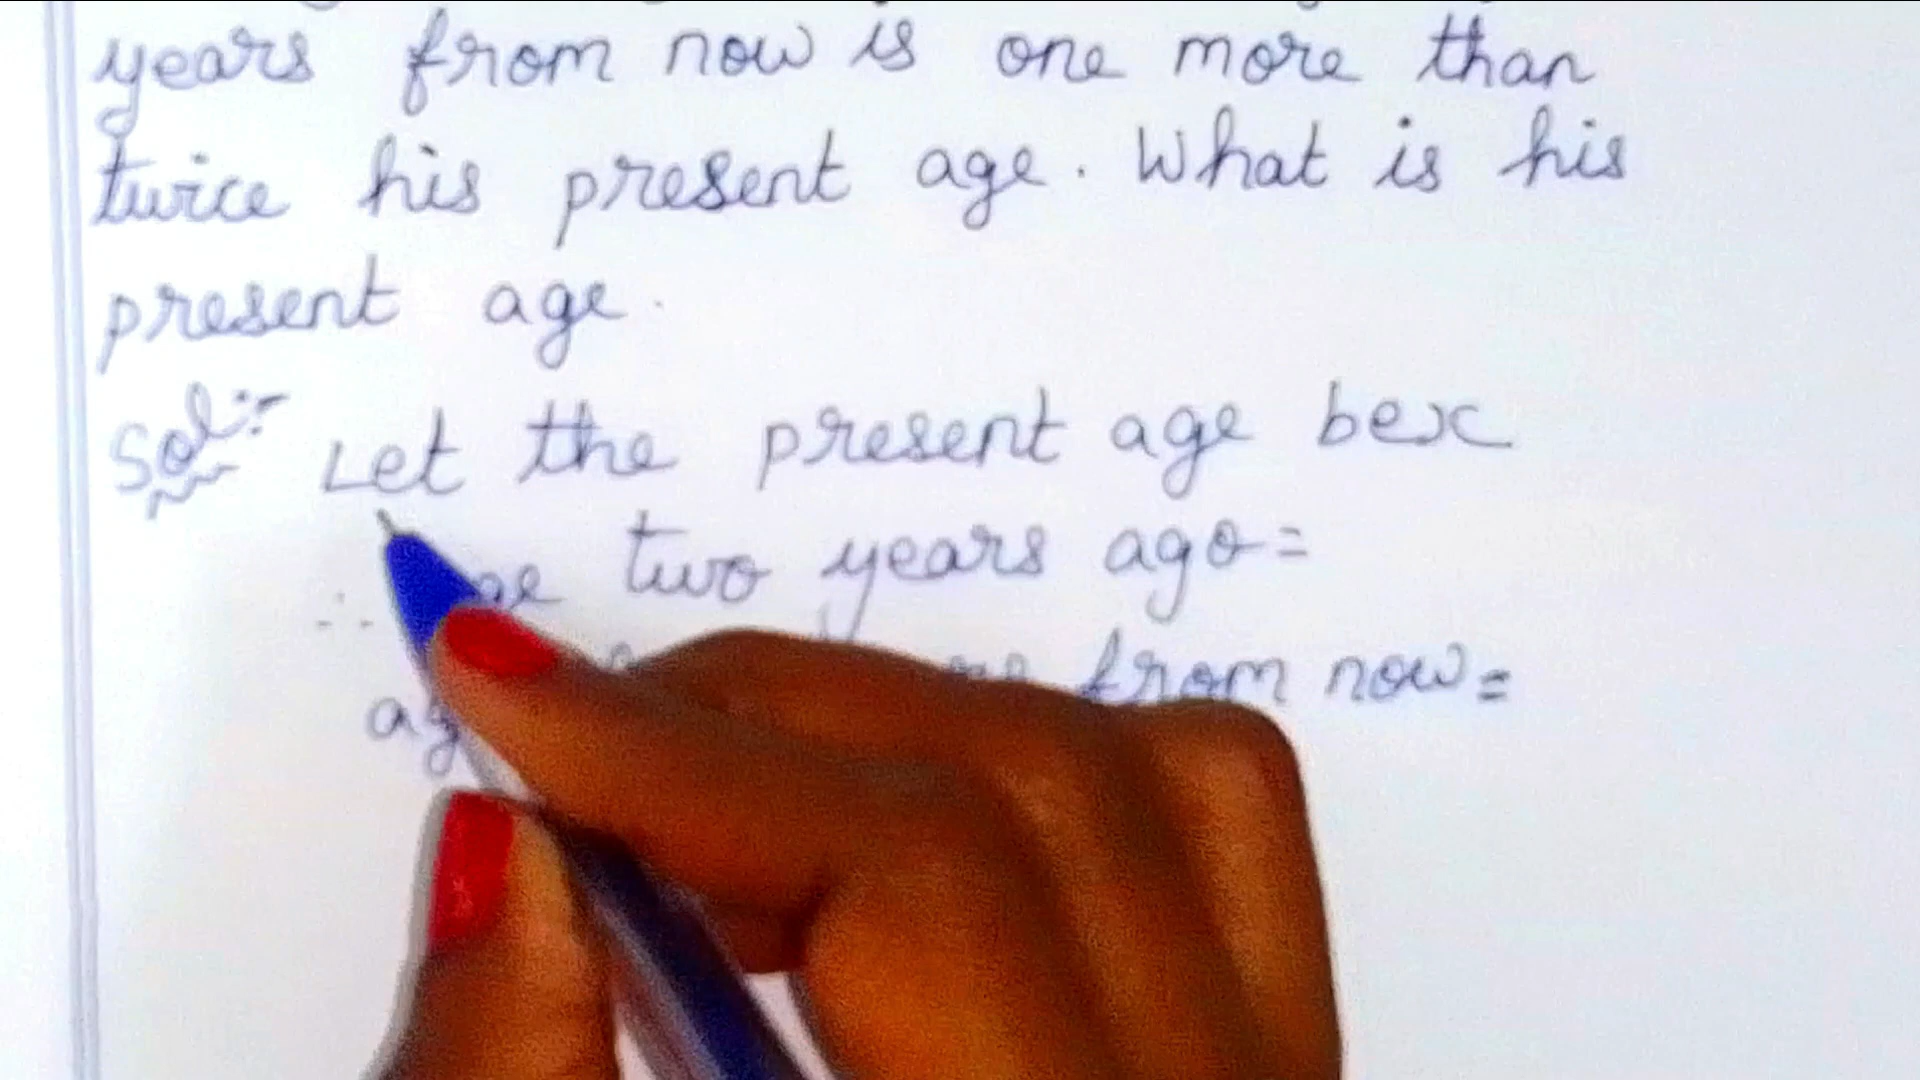 years from now is one more than
twice his present age. What is his
present age.
Sol:- Let the present age be x
∴ two years ago =
from now =